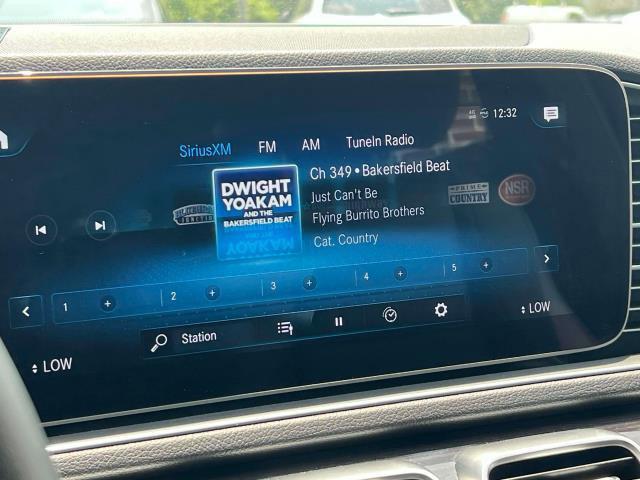 12:32
SiriusXM FM AM TuneIn Radio
DWIGHT
YOAKAM
AND THE
BAKERSFIELD BEAT
Ch 349 • Bakersfield Beat
Just Can't Be
Flying Burrito Brothers
Cat. Country
PRIME
COUNTRY
NSR
1 + 2 + 3 + 4 + 5 +
Station
LOW
LOW